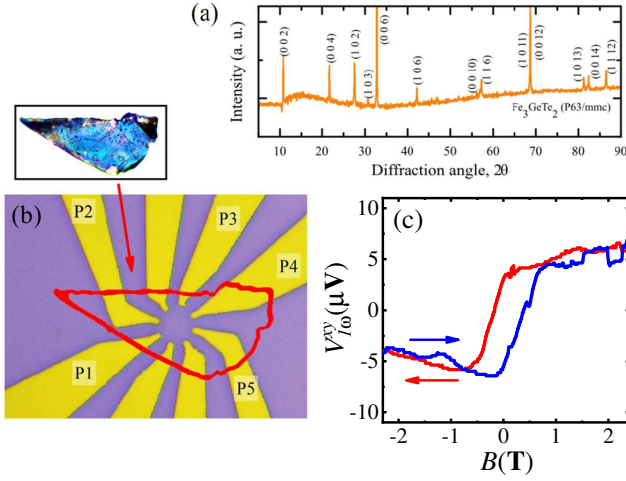 (a)
Intensity (a. u.)
(0 0 2)
(0 0 4)
(1 0 2)
(1 0 3)
(0 0 6)
(1 0 6)
(0 0 10)
(1 1 6)
(1 0 11)
(0 0 12)
(1 0 13)
(0 0 14)
(1 1 12)
Fe3GeTe2 (P63/mmc)
10 20 30 40 50 60 70 80 90
Diffraction angle, 2θ
(b)
P2
P3
P4
P1
P5
(c)
10
5
0
-5
-10
V1ω^xy(μV)
-2 -1 0 1 2
B(T)